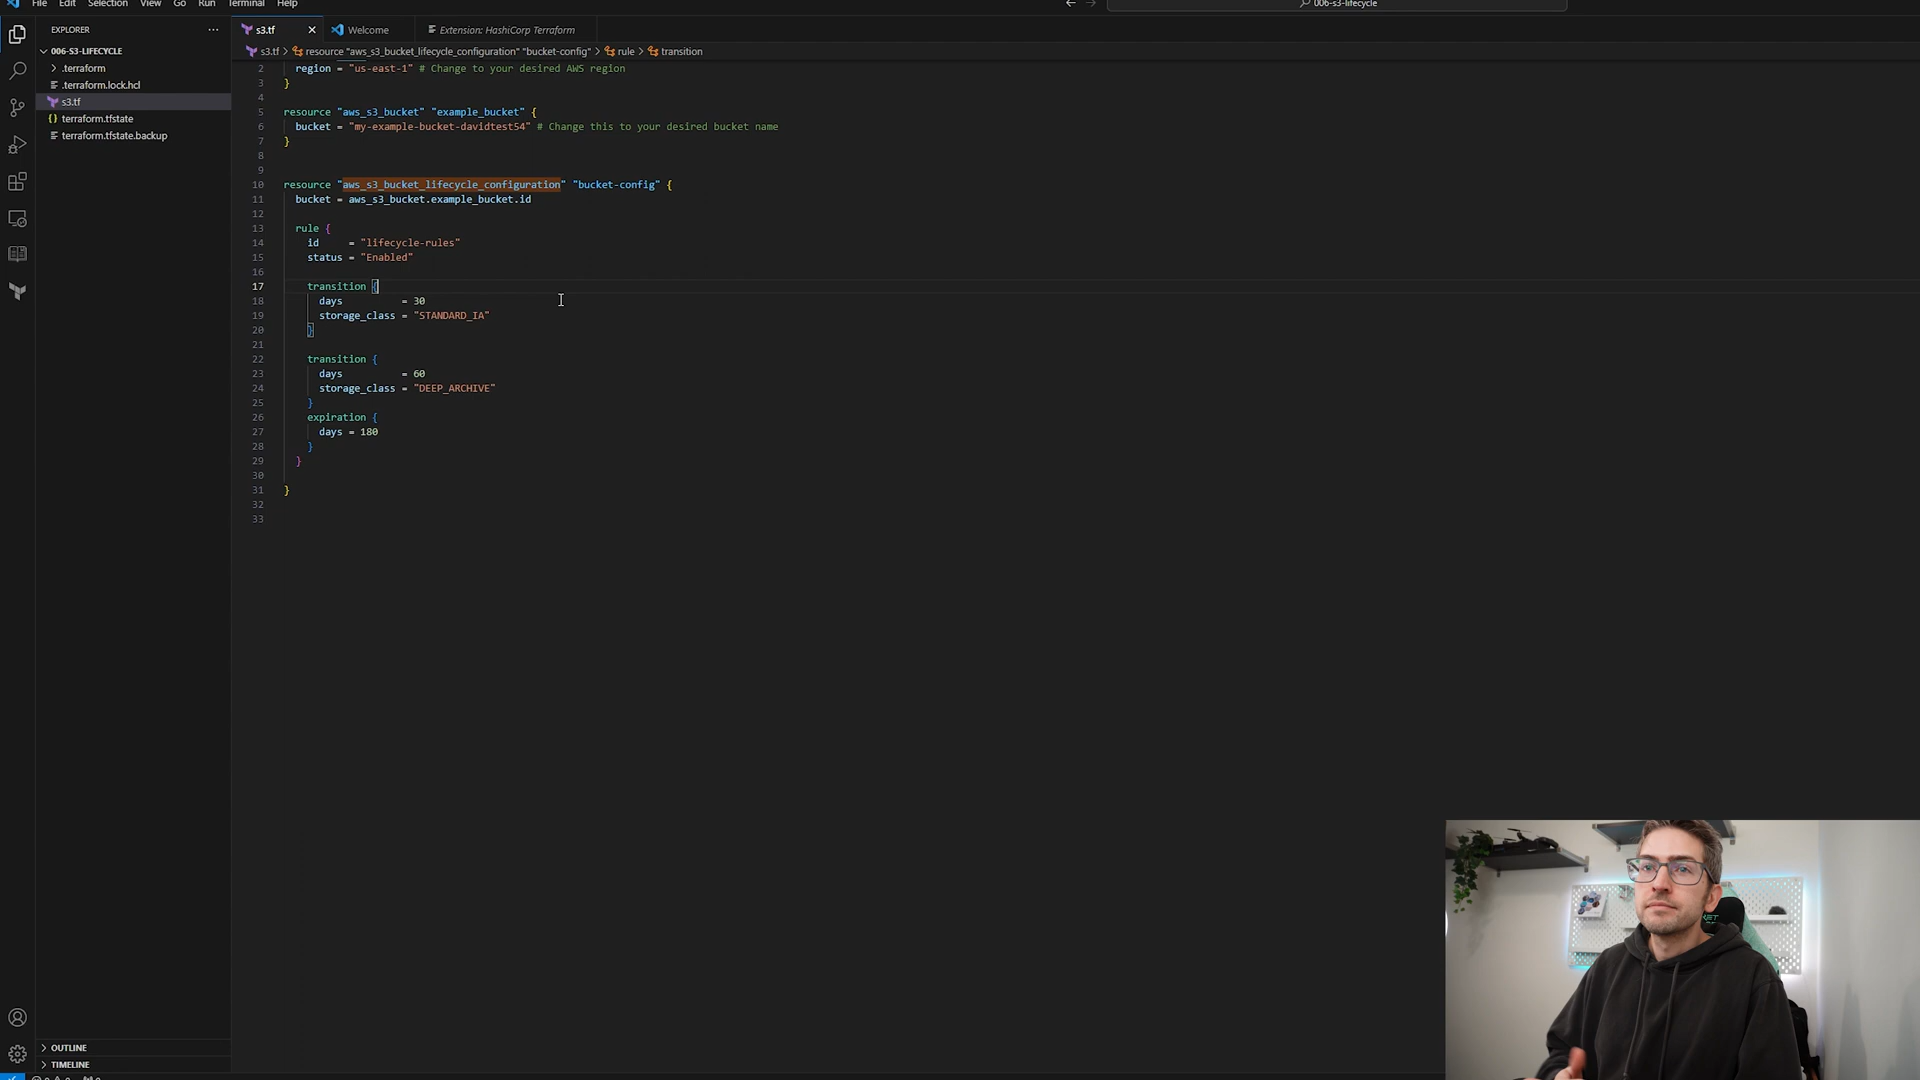 File Edit Selection View Go Run Terminal Help
006-s3-lifecycle
EXPLORER
006-S3-LIFECYCLE
.terraform
.terraform.lock.hcl
s3.tf
terraform.tfstate
terraform.tfstate.backup
s3.tf Welcome Extension: HashiCorp Terraform
s3.tf > resource "aws_s3_bucket_lifecycle_configuration" "bucket-config" > rule > transition
2 region = "us-east-1" # Change to your desired AWS region
3 }
4
5 resource "aws_s3_bucket" "example_bucket" {
6 bucket = "my-example-bucket-davidtest54" # Change this to your desired bucket name
7 }
8
9
10 resource "aws_s3_bucket_lifecycle_configuration" "bucket-config" {
11 bucket = aws_s3_bucket.example_bucket.id
12
13 rule {
14 id = "lifecycle-rules"
15 status = "Enabled"
16
17 transition {
18 days = 30
19 storage_class = "STANDARD_IA"
20 }
21
22 transition {
23 days = 60
24 storage_class = "DEEP_ARCHIVE"
25 }
26 expiration {
27 days = 180
28 }
29 }
30
31 }
32
33
OUTLINE
TIMELINE